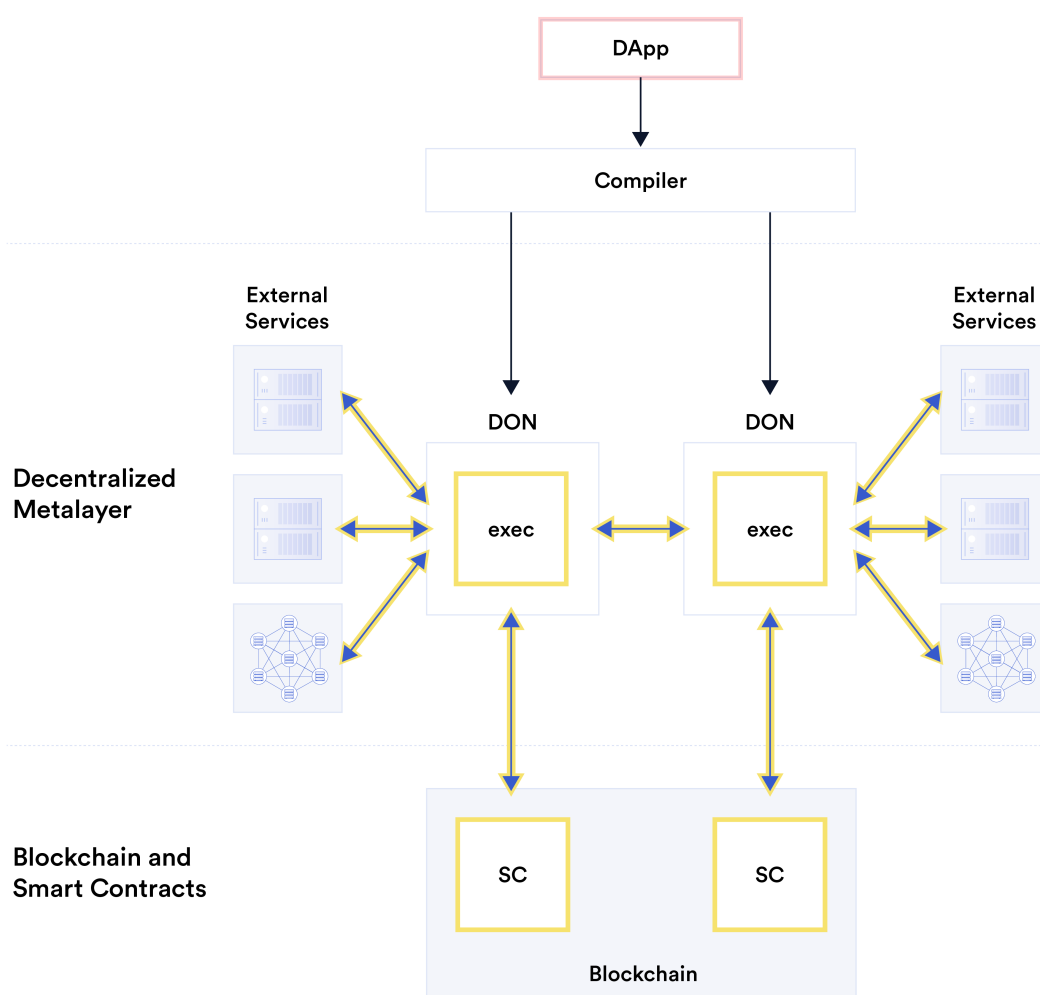 DApp
Compiler
External
Services
External
Services
DON
DON
Decentralized
Metalayer
exec
exec
Blockchain and
Smart Contracts
SC
SC
Blockchain